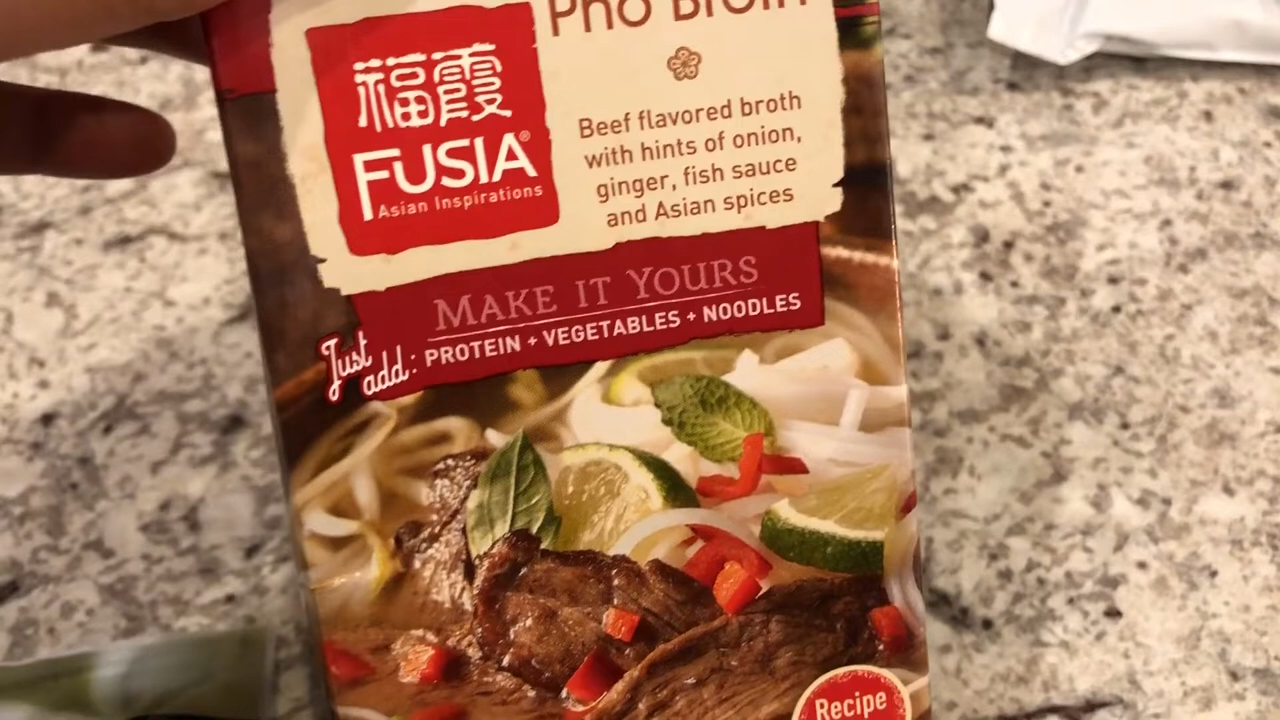 Pho Broth
福霞
FUSIA®
Asian Inspirations
Beef flavored broth
with hints of onion,
ginger, fish sauce
and Asian spices
MAKE IT YOURS
Just add: PROTEIN + VEGETABLES + NOODLES
Recipe